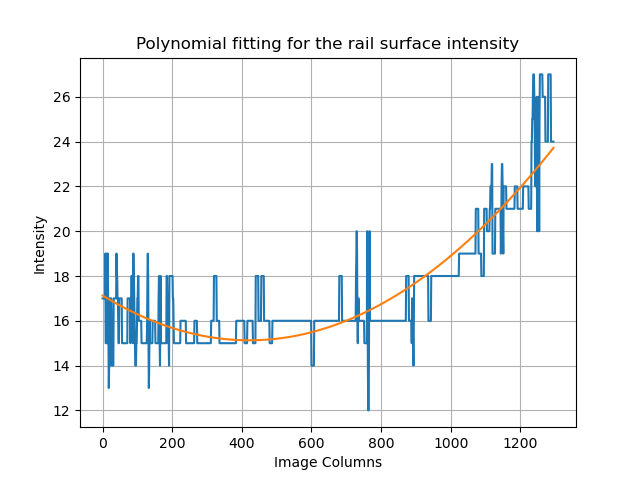 Polynomial fitting for the rail surface intensity
26
24
22
20
18
16
14
12
Intensity
0 200 400 600 800 1000 1200
Image Columns